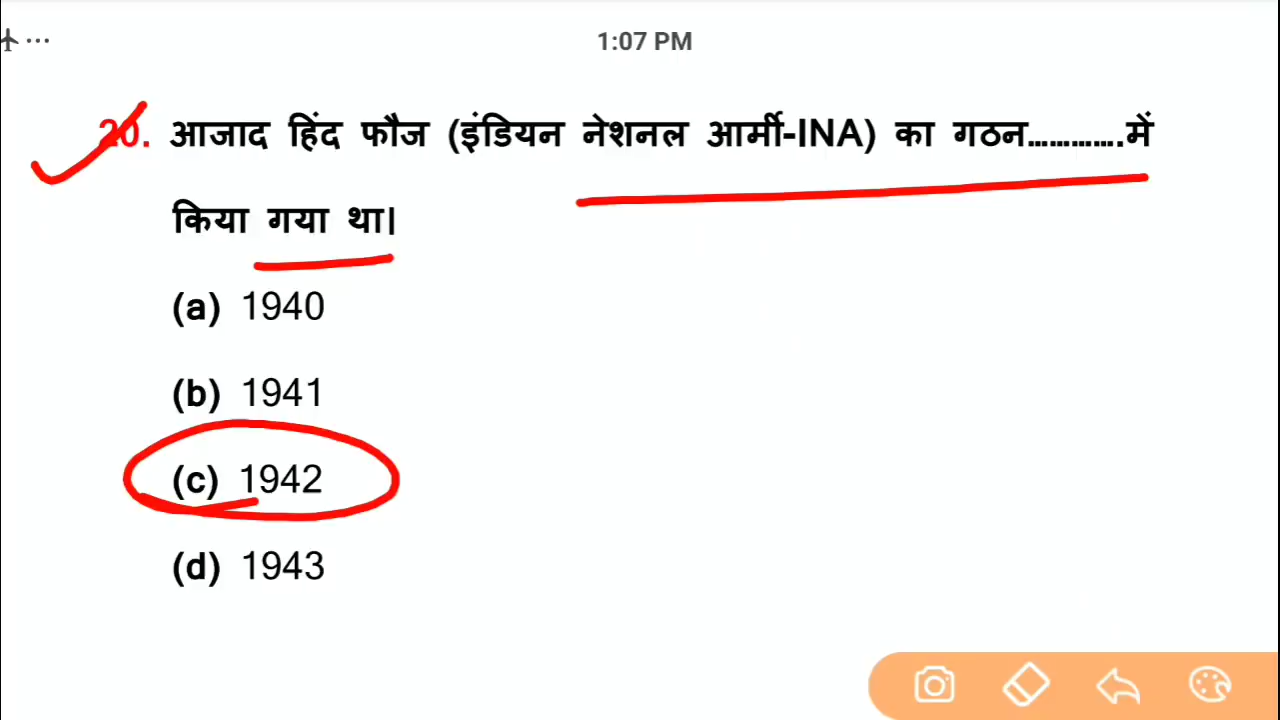 1:07 PM
20. आजाद हिंद फौज (इंडियन नेशनल आर्मी-INA) का गठन............में
किया गया था।
(a) 1940
(b) 1941
(c) 1942
(d) 1943